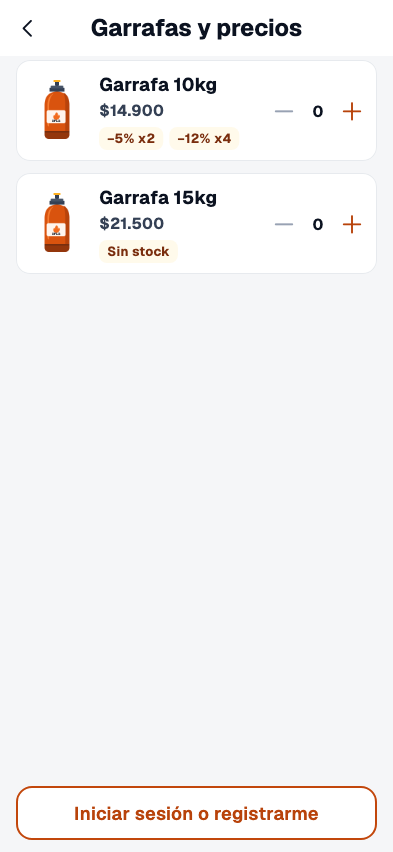 Garrafas y precios
Garrafa 10kg
$14.900
−5% x2 −12% x4
0
Garrafa 15kg
$21.500
Sin stock
0
Iniciar sesión o registrarme